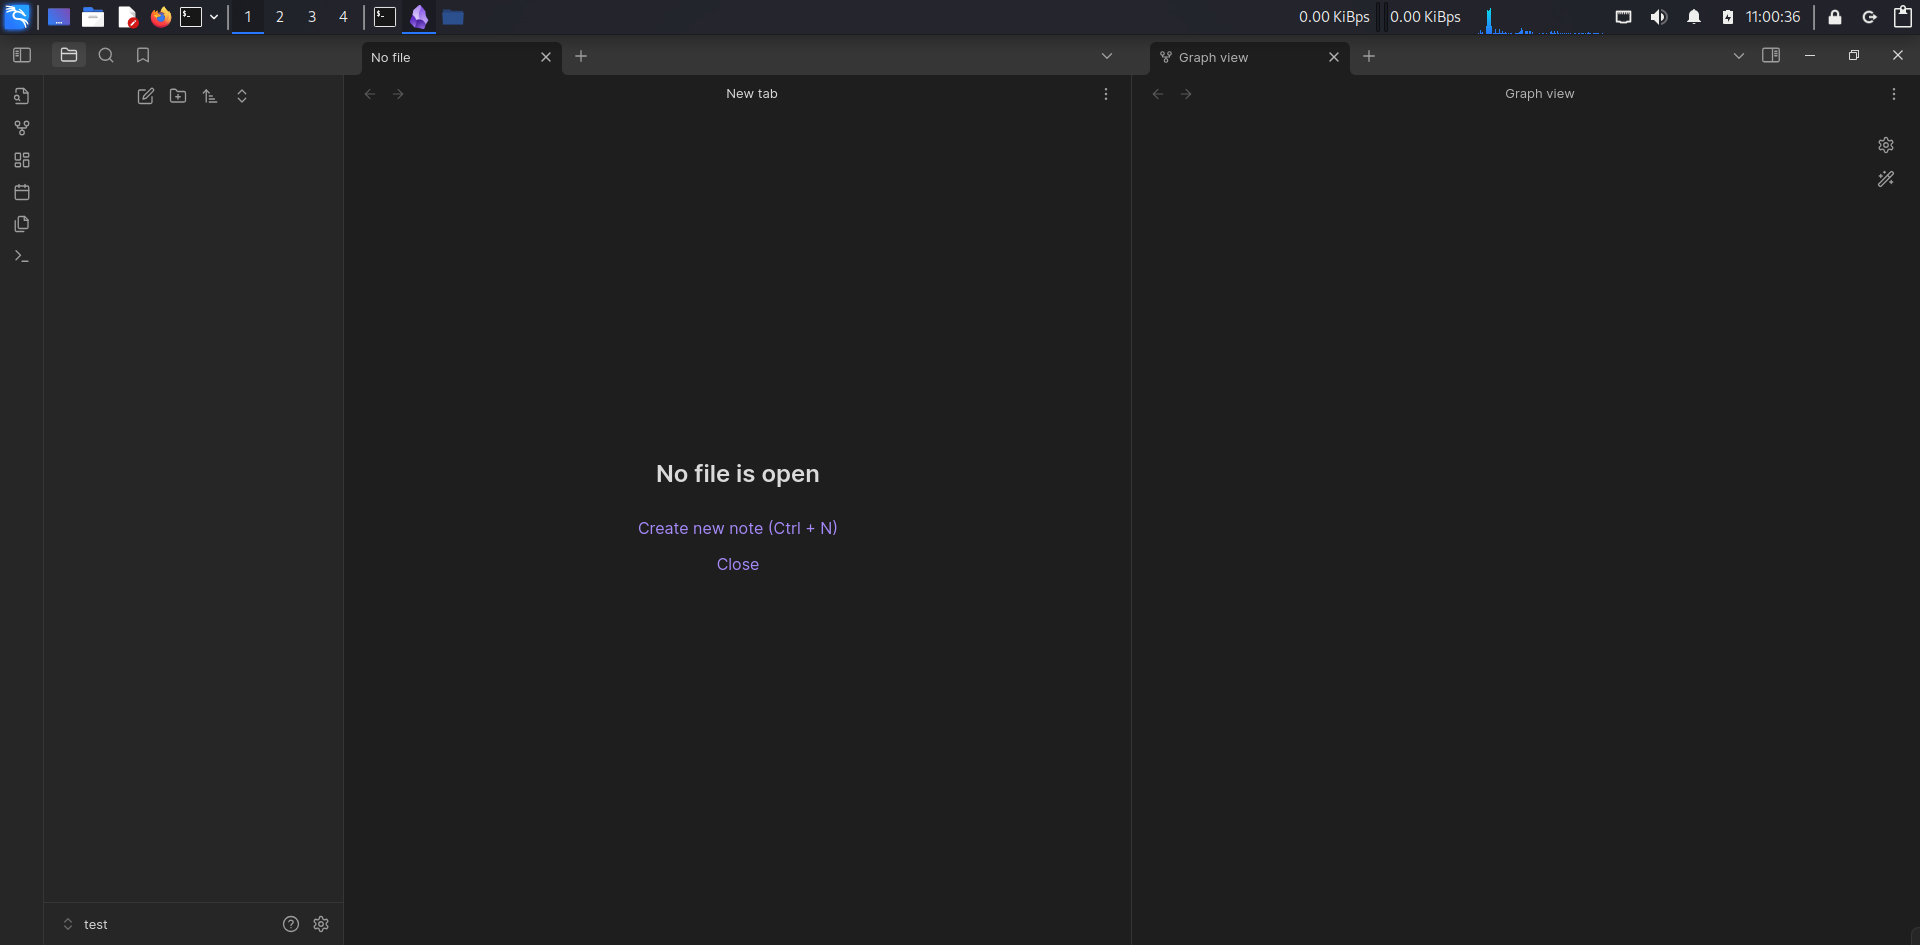 1 2 3 4 0.00 KiBps 0.00 KiBps 11:00:36
No file
Graph view
New tab
Graph view
No file is open
Create new note (Ctrl + N)
Close
test